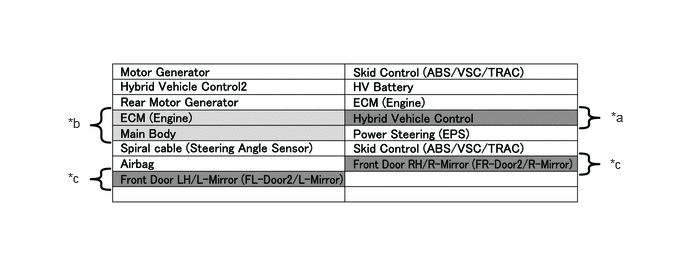 Motor Generator Skid Control (ABS/VSC/TRAC)
Hybrid Vehicle Control2 HV Battery
Rear Motor Generator ECM (Engine)
*b ECM (Engine) Hybrid Vehicle Control *a
Main Body Power Steering (EPS)
Spiral cable (Steering Angle Sensor) Skid Control (ABS/VSC/TRAC)
Airbag Front Door RH/R-Mirror (FR-Door2/R-Mirror) *c
*c Front Door LH/L-Mirror (FL-Door2/L-Mirror)